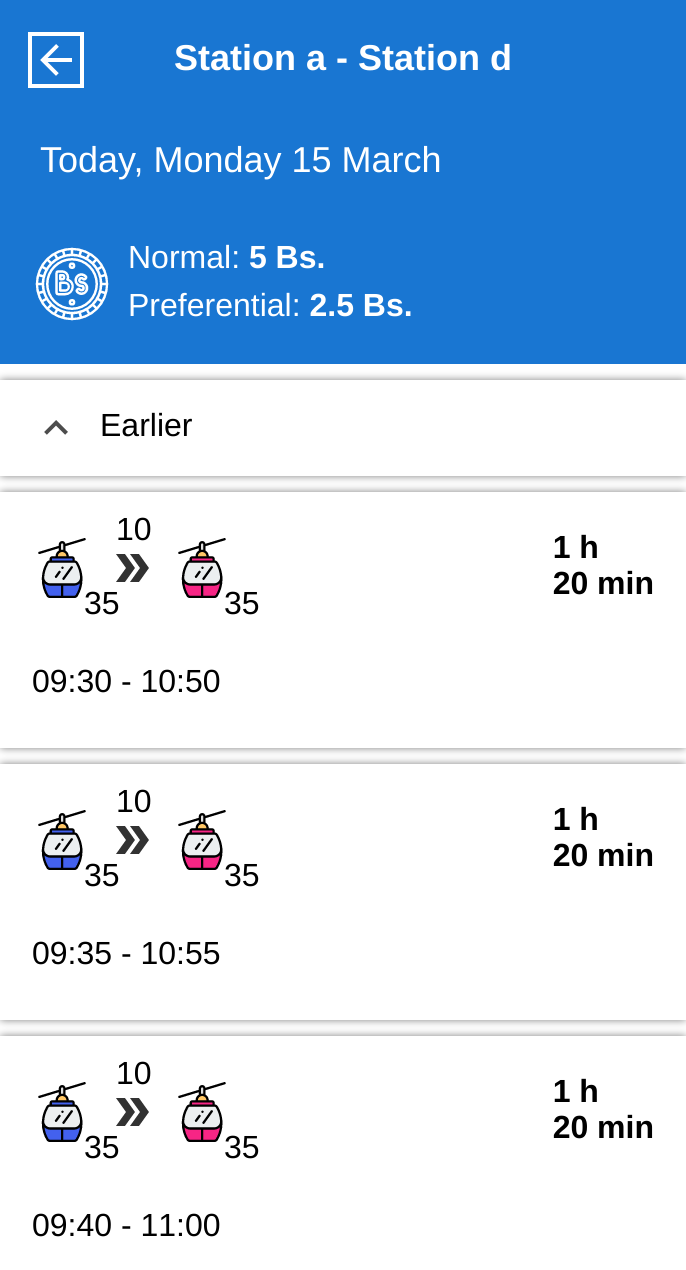 Station a - Station d
Today, Monday 15 March
Bs
Normal: 5 Bs.
Preferential: 2.5 Bs.
Earlier
10
35
35
1 h
20 min
09:30 - 10:50
10
35
35
1 h
20 min
09:35 - 10:55
10
35
35
1 h
20 min
09:40 - 11:00